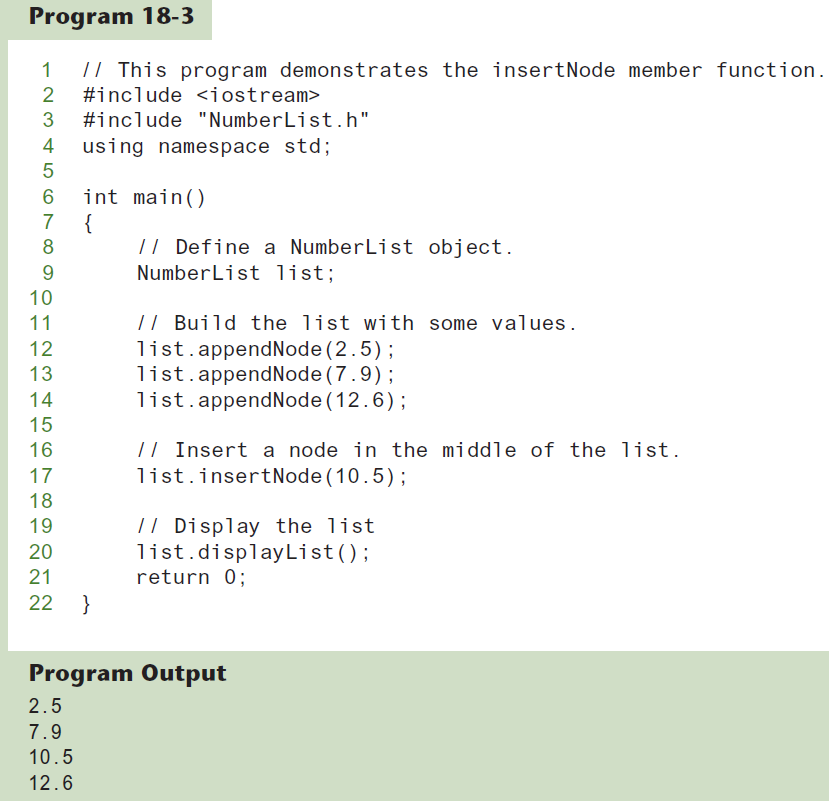 Program 18-3
1 // This program demonstrates the insertNode member function.
2 #include <iostream>
3 #include "NumberList.h"
4 using namespace std;
5
6 int main()
7 {
8 // Define a NumberList object.
9 NumberList list;
10
11 // Build the list with some values.
12 list.appendNode(2.5);
13 list.appendNode(7.9);
14 list.appendNode(12.6);
15
16 // Insert a node in the middle of the list.
17 list.insertNode(10.5);
18
19 // Display the list
20 list.displayList();
21 return 0;
22 }
Program Output
2.5
7.9
10.5
12.6